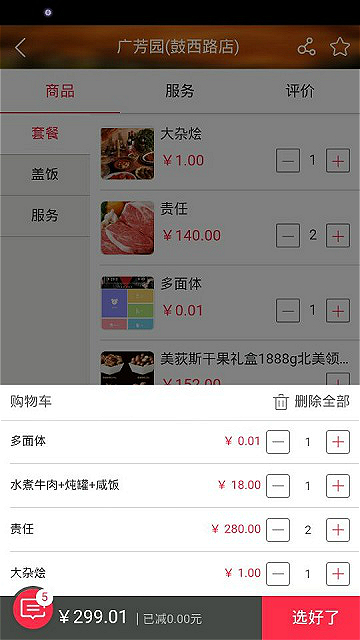 广芳园(鼓西路店)
商品 服务 评价
套餐
盖饭
服务
大杂烩
￥1.00 1
责任
￥140.00 2
多面体
￥0.01 1
美荻斯干果礼盒1888g北美领...
￥152.00
购物车 删除全部
多面体 ￥ 0.01 1
水煮牛肉+炖罐+咸饭 ￥ 18.00 1
责任 ￥ 280.00 2
大杂烩 ￥ 1.00 1
5
￥299.01 已减0.00元 选好了